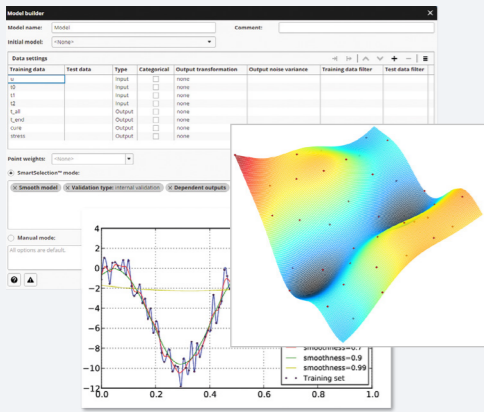 Model builder
Model name: Model Comment:
Initial model: <None>
Data settings
Training data Test data Type Categorical Output transformation Output noise variance Training data filter Test data filter
u Input none
t0 Input none
t1 Input none
t2 Input none
t_all Output none
t_end Output none
cure Output none
stress Output none
Point weights: <None>
SmartSelection™ mode:
× Smooth model × Validation type: internal validation × Dependent outputs
Manual mode:
All options are default.
4
2
0
−2
−4
−6
−8
−10
−12
0.0 0.2 0.4 0.6 0.8 1.0
smoothness=0.7
smoothness=0.9
smoothness=0.99
Training set